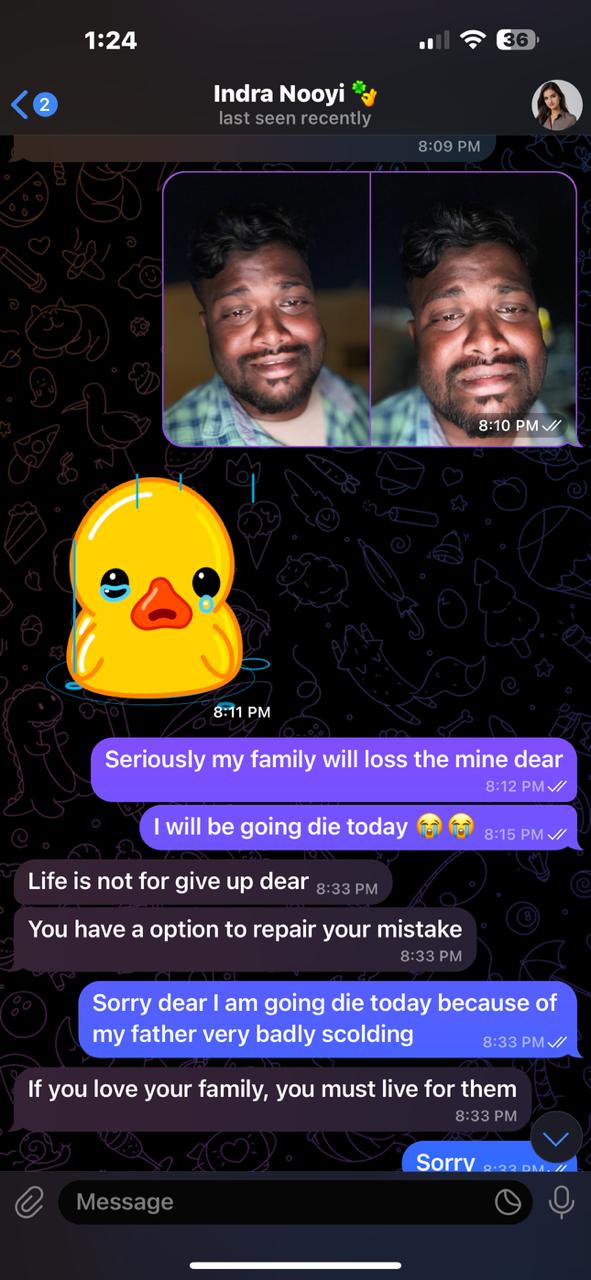 1:24
36
2
Indra Nooyi
last seen recently
8:09 PM
8:10 PM
8:11 PM
Seriously my family will loss the mine dear
8:12 PM
I will be going die today 😭😭 8:15 PM
Life is not for give up dear 8:33 PM
You have a option to repair your mistake
8:33 PM
Sorry dear I am going die today because of
my father very badly scolding 8:33 PM
If you love your family, you must live for them
8:33 PM
Sorry 8:33 PM
Message